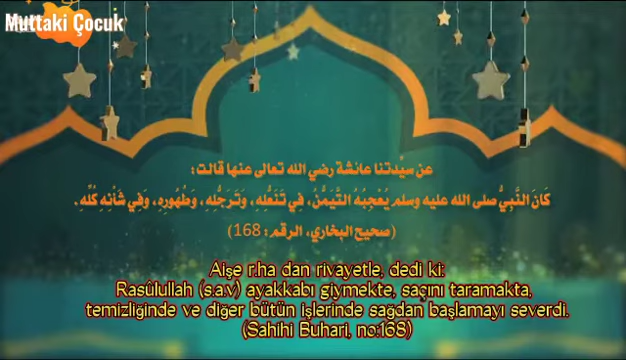 Muttaki Çocuk
عن سيِّدتنا عائشة رضي الله تعالى عنها قالت:
كَانَ النَّبِيُّ صلى الله عليه وسلم يُعْجِبُهُ التَّيَمُّنُ، فِي تَنَعُّلِهِ، وَتَرَجُّلِهِ، وَطُهُورِهِ، وَفِي شَأْنِهِ كُلِّهِ.
(صحيح البخاري، الرقم: 168)
Aişe r.ha dan rivayetle, dedi ki:
Rasûlullah (s.a.v) ayakkabı giymekte, saçını taramakta,
temizliğinde ve diğer bütün işlerinde sağdan başlamayı severdi.
(Sahihi Buhari, no:168)